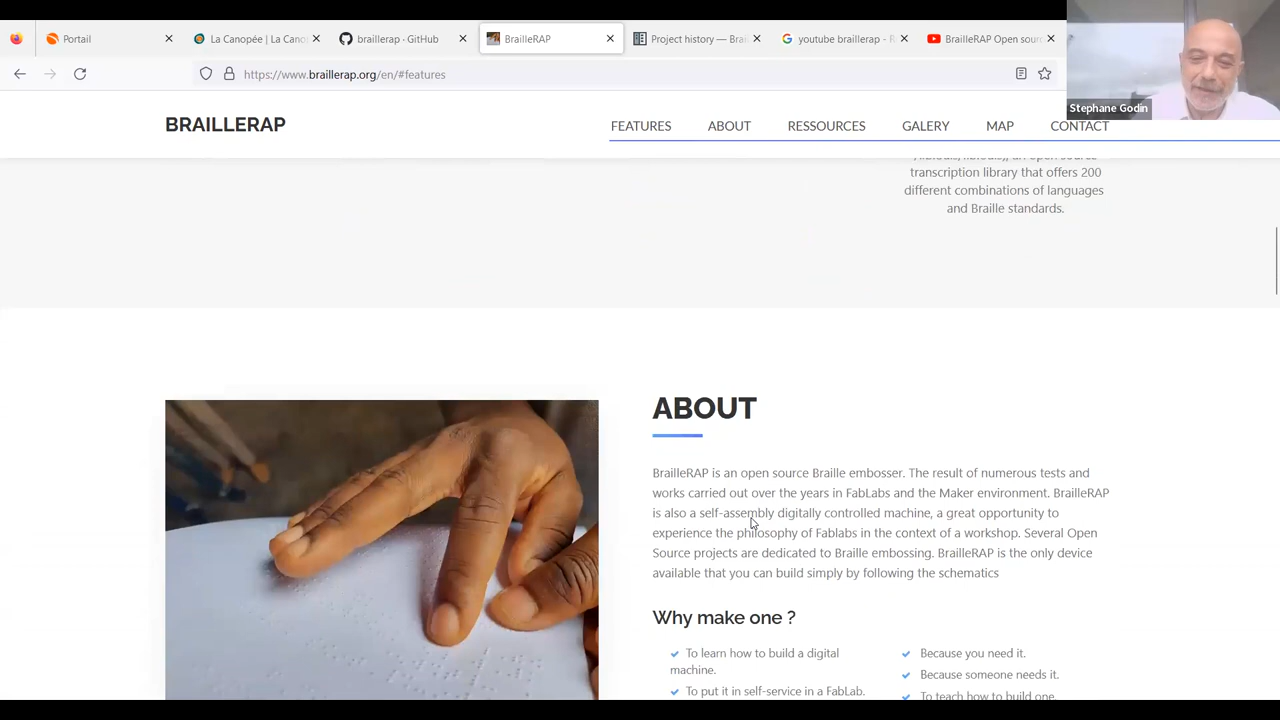 Portail
La Canopée | La Cano
braillerap · GitHub
BrailleRAP
Project history — Brai
youtube braillerap - R
BrailleRAP Open sour
https://www.braillerap.org/en/#features
Stephane Godin
BRAILLERAP
FEATURES
ABOUT
RESSOURCES
GALERY
MAP
CONTACT
transcription library that offers 200
different combinations of languages
and Braille standards.
ABOUT
BrailleRAP is an open source Braille embosser. The result of numerous tests and
works carried out over the years in FabLabs and the Maker environment. BrailleRAP
is also a self-assembly digitally controlled machine, a great opportunity to
experience the philosophy of Fablabs in the context of a workshop. Several Open
Source projects are dedicated to Braille embossing. BrailleRAP is the only device
available that you can build simply by following the schematics
Why make one ?
To learn how to build a digital
machine.
To put it in self-service in a FabLab.
Because you need it.
Because someone needs it.
To teach how to build one.